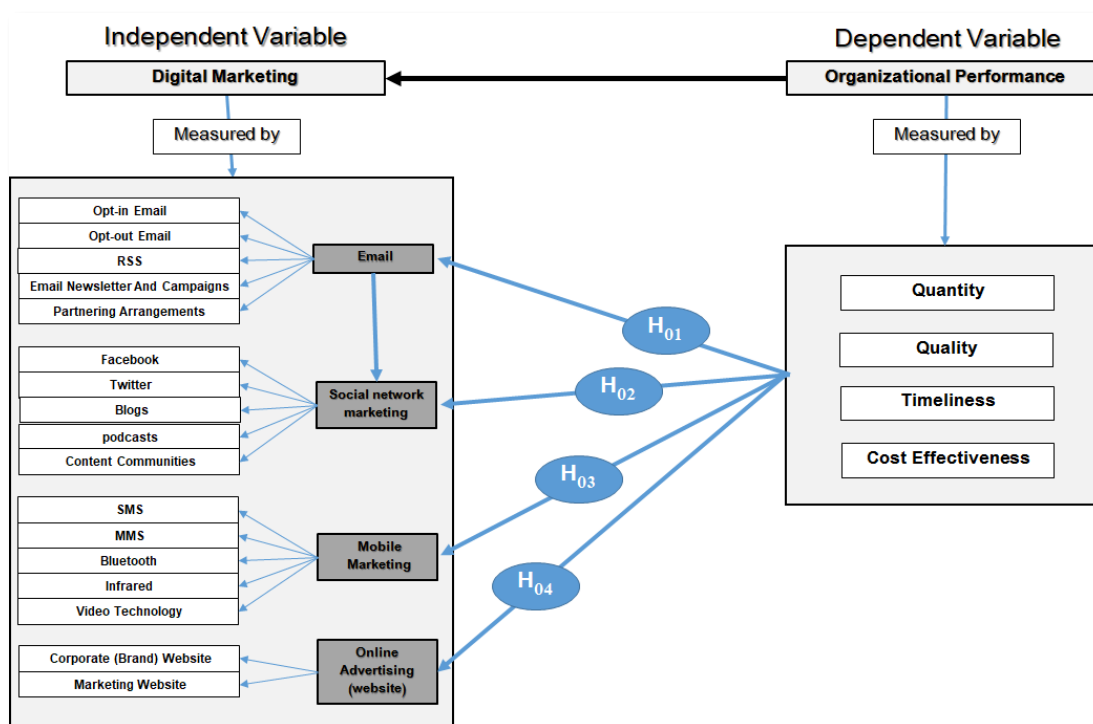 Independent Variable
Dependent Variable
Digital Marketing
Organizational Performance
Measured by
Measured by
Opt-in Email
Opt-out Email
RSS
Email Newsletter And Campaigns
Partnering Arrangements
Email
Facebook
Twitter
Blogs
podcasts
Content Communities
Social network
marketing
SMS
MMS
Bluetooth
Infrared
Video Technology
Mobile
Marketing
Corporate (Brand) Website
Marketing Website
Online
Advertising
(website)
H01
H02
H03
H04
Quantity
Quality
Timeliness
Cost Effectiveness